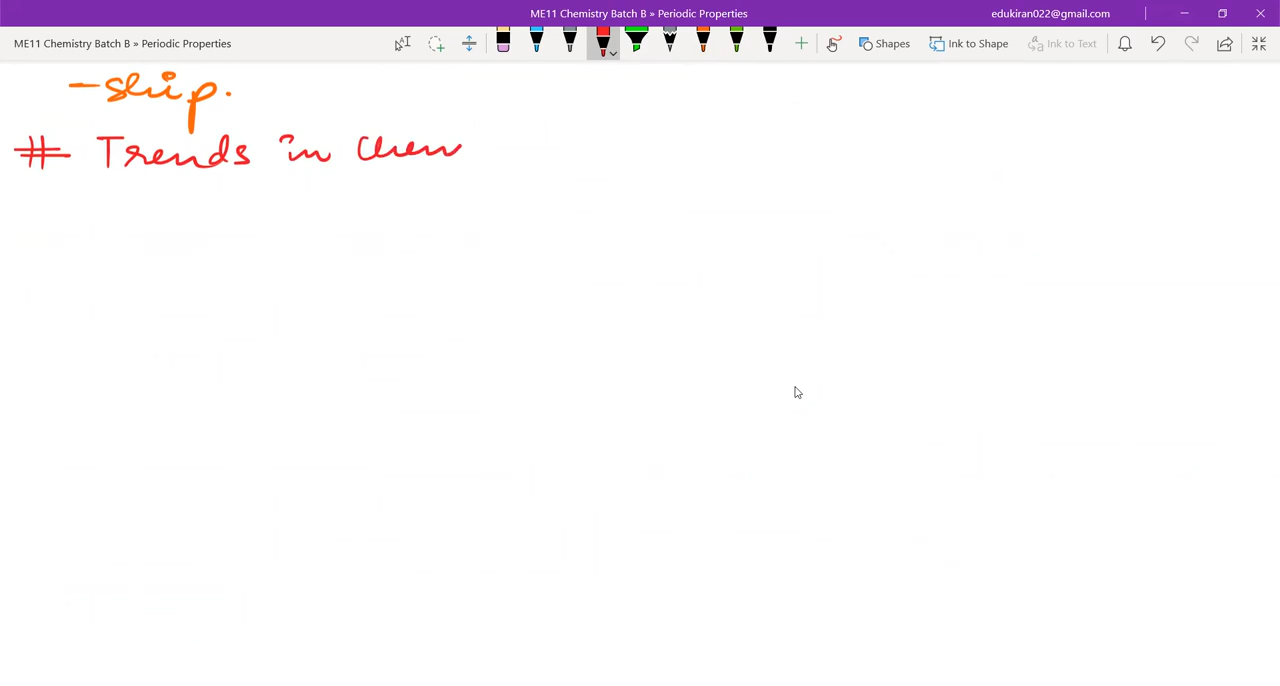 ME11 Chemistry Batch B » Periodic Properties
edukiran022@gmail.com
ME11 Chemistry Batch B » Periodic Properties
Shapes
Ink to Shape
Ink to Text
-ship.
# Trends in Chem